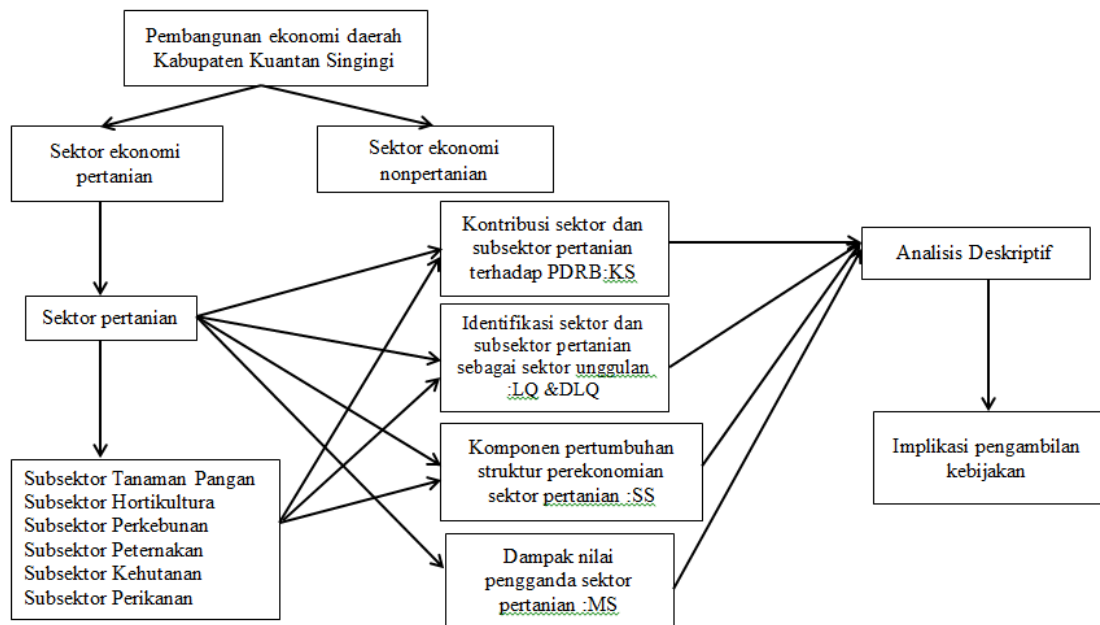 Pembangunan ekonomi daerah
Kabupaten Kuantan Singingi
Sektor ekonomi
pertanian
Sektor ekonomi
nonpertanian
Kontribusi sektor dan
subsektor pertanian
terhadap PDRB:KS
Analisis Deskriptif
Sektor pertanian
Identifikasi sektor dan
subsektor pertanian
sebagai sektor unggulan
:LQ &DLQ
Komponen pertumbuhan
struktur perekonomian
sektor pertanian :SS
Implikasi pengambilan
kebijakan
Subsektor Tanaman Pangan
Subsektor Hortikultura
Subsektor Perkebunan
Subsektor Peternakan
Subsektor Kehutanan
Subsektor Perikanan
Dampak nilai
pengganda sektor
pertanian :MS